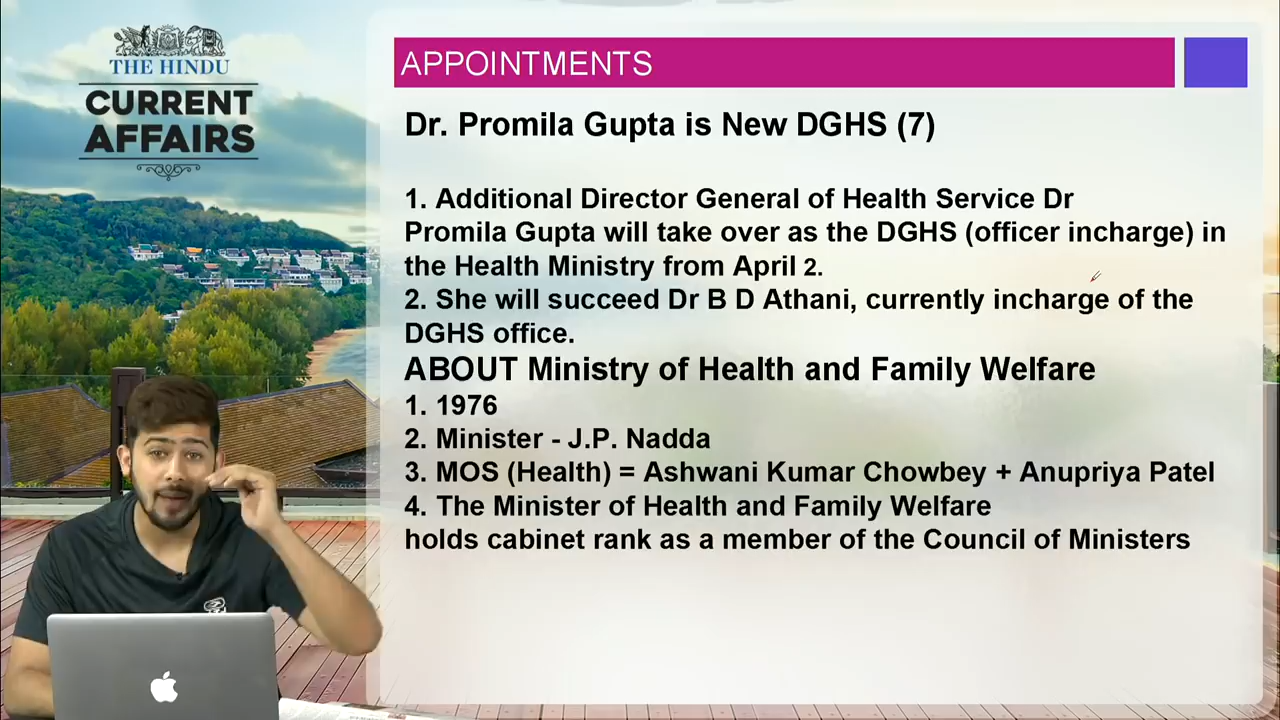 THE HINDU
CURRENT
AFFAIRS
APPOINTMENTS
Dr. Promila Gupta is New DGHS (7)
1. Additional Director General of Health Service Dr
Promila Gupta will take over as the DGHS (officer incharge) in
the Health Ministry from April 2.
2. She will succeed Dr B D Athani, currently incharge of the
DGHS office.
ABOUT Ministry of Health and Family Welfare
1. 1976
2. Minister - J.P. Nadda
3. MOS (Health) = Ashwani Kumar Chowbey + Anupriya Patel
4. The Minister of Health and Family Welfare
holds cabinet rank as a member of the Council of Ministers